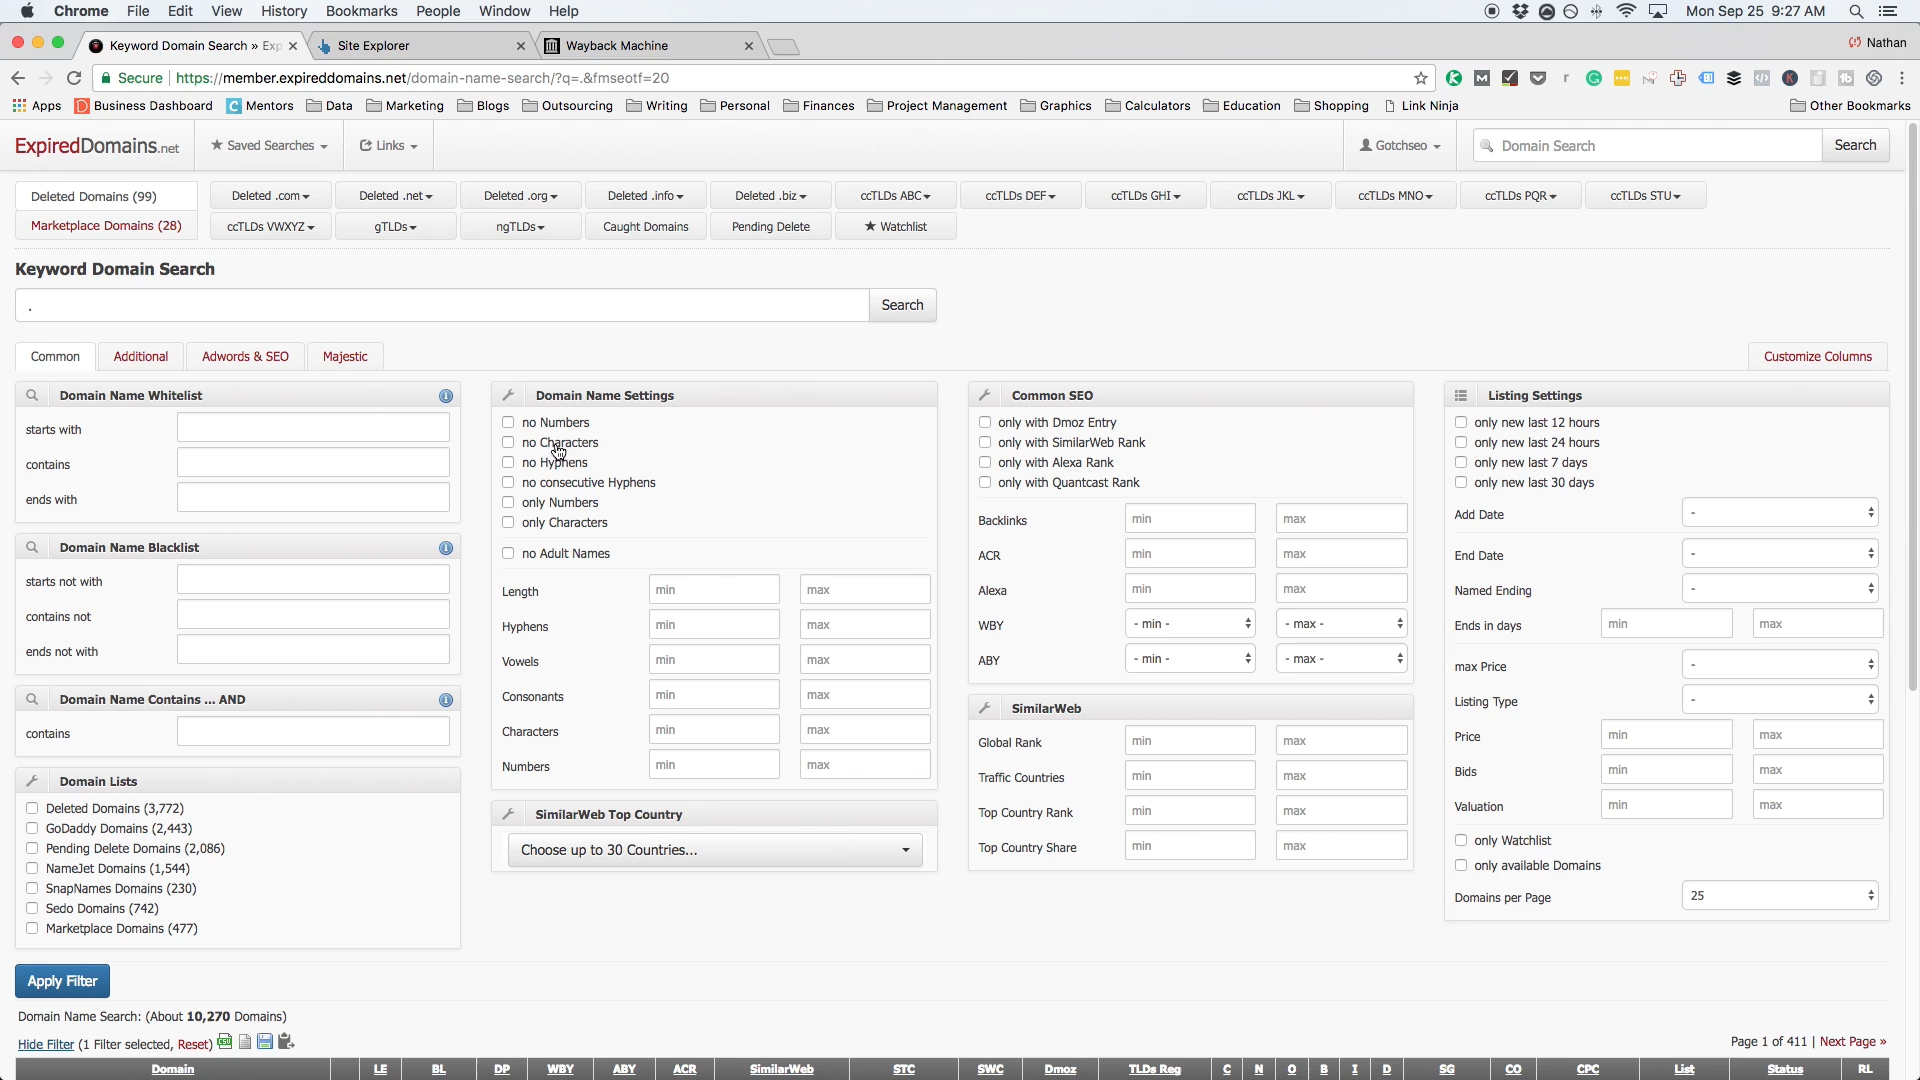 Chrome File Edit View History Bookmarks People Window Help Mon Sep 25 9:27 AM
Keyword Domain Search » Exp Site Explorer Wayback Machine Nathan
Secure https://member.expireddomains.net/domain-name-search/?q=.&fmseotf=20
Apps Business Dashboard Mentors Data Marketing Blogs Outsourcing Writing Personal Finances Project Management Graphics Calculators Education Shopping Link Ninja Other Bookmarks
ExpiredDomains.net Saved Searches Links Gotchseo Domain Search Search
Deleted Domains (99) Deleted .com Deleted .net Deleted .org Deleted .info Deleted .biz ccTLDs ABC ccTLDs DEF ccTLDs GHI ccTLDs JKL ccTLDs MNO ccTLDs PQR ccTLDs STU
Marketplace Domains (28) ccTLDs VWXYZ gTLDs ngTLDs Caught Domains Pending Delete ★ Watchlist
Keyword Domain Search
. Search
Common Additional Adwords & SEO Majestic Customize Columns
Domain Name Whitelist
starts with
contains
ends with
Domain Name Blacklist
starts not with
contains not
ends not with
Domain Name Contains ... AND
contains
Domain Lists
Deleted Domains (3,772)
GoDaddy Domains (2,443)
Pending Delete Domains (2,086)
NameJet Domains (1,544)
SnapNames Domains (230)
Sedo Domains (742)
Marketplace Domains (477)
Domain Name Settings
no Numbers
no Characters
no Hyphens
no consecutive Hyphens
only Numbers
only Characters
no Adult Names
Length min max
Hyphens min max
Vowels min max
Consonants min max
Characters min max
Numbers min max
SimilarWeb Top Country
Choose up to 30 Countries...
Common SEO
only with Dmoz Entry
only with SimilarWeb Rank
only with Alexa Rank
only with Quantcast Rank
Backlinks min max
ACR min max
Alexa min max
WBY - min - - max -
ABY - min - - max -
SimilarWeb
Global Rank min max
Traffic Countries min max
Top Country Rank min max
Top Country Share min max
Listing Settings
only new last 12 hours
only new last 24 hours
only new last 7 days
only new last 30 days
Add Date -
End Date -
Named Ending -
Ends in days min max
max Price -
Listing Type -
Price min max
Bids min max
Valuation min max
only Watchlist
only available Domains
Domains per Page 25
Apply Filter
Domain Name Search: (About 10,270 Domains)
Hide Filter (1 Filter selected, Reset) Page 1 of 411 | Next Page »
Domain LE BL DP WBY ABY ACR SimilarWeb STC SWC Dmoz TLDs Reg C N O B I D SG CO CPC List Status RL